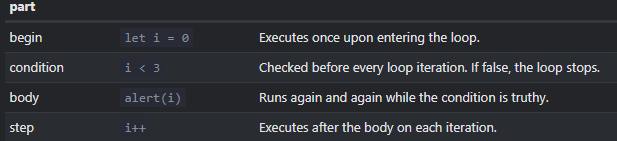 part
begin let i = 0 Executes once upon entering the loop.
condition i < 3 Checked before every loop iteration. If false, the loop stops.
body alert(i) Runs again and again while the condition is truthy.
step i++ Executes after the body on each iteration.